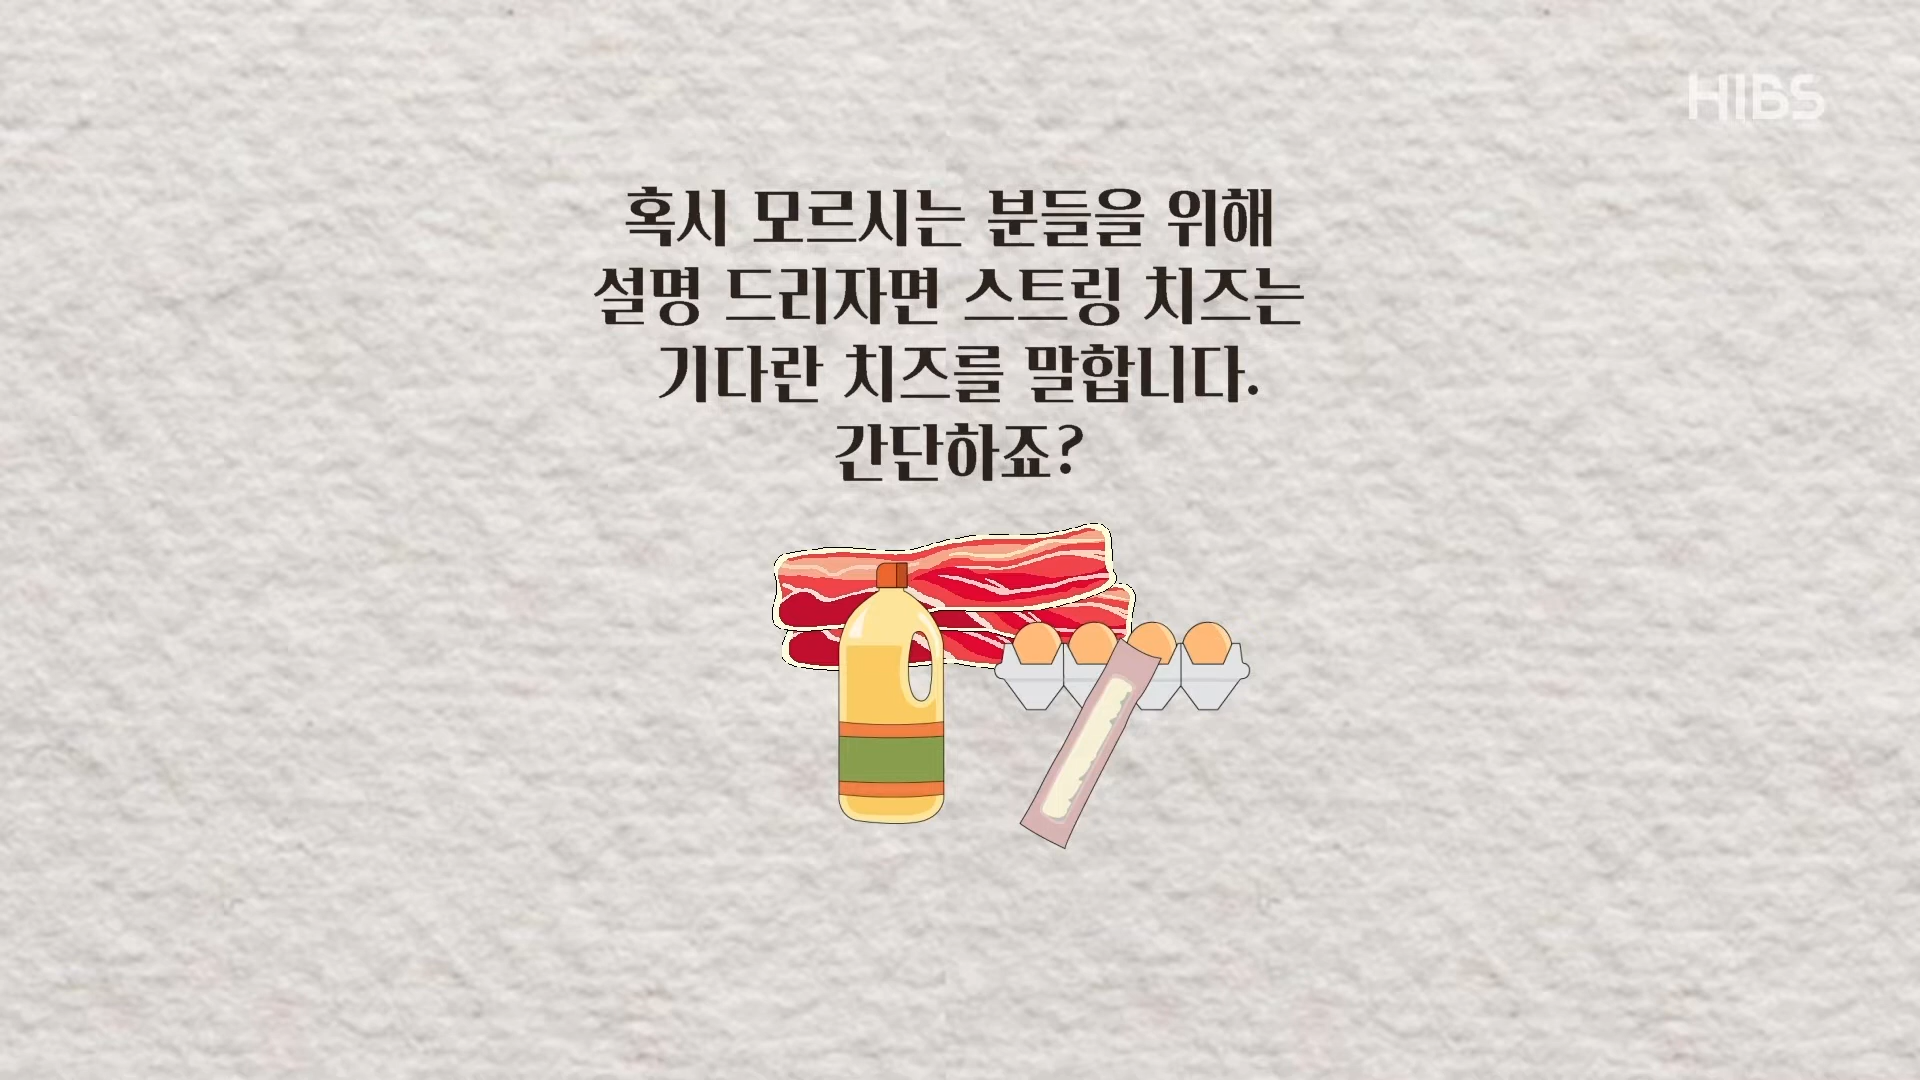 HIBS
혹시 모르시는 분들을 위해
설명 드리자면 스트링 치즈는
기다란 치즈를 말합니다.
간단하죠?